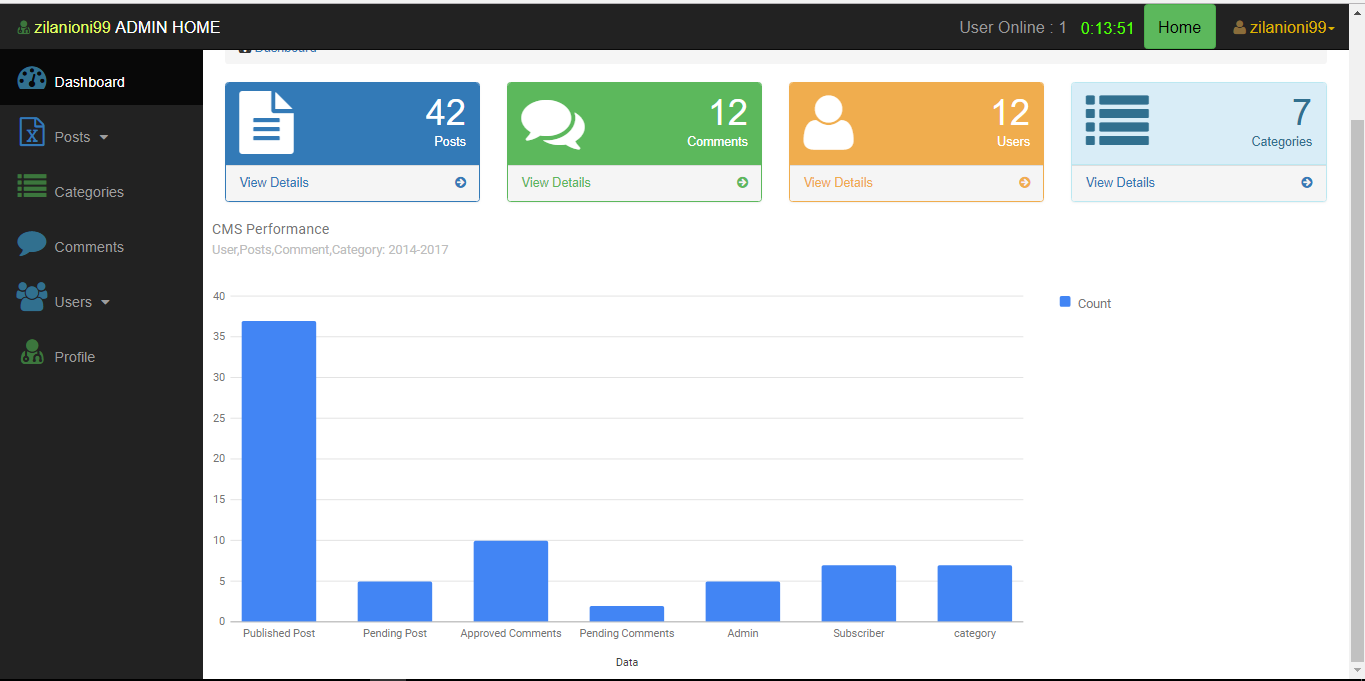 zilanioni99 ADMIN HOME
User Online : 1 0:13:51 Home zilanioni99
Dashboard
Posts
Categories
Comments
Users
Profile
Dashboard
42
Posts
View Details
12
Comments
View Details
12
Users
View Details
7
Categories
View Details
CMS Performance
User,Posts,Comment,Category: 2014-2017
40
35
30
25
20
15
10
5
0
Published Post Pending Post Approved Comments Pending Comments Admin Subscriber category
Data
Count